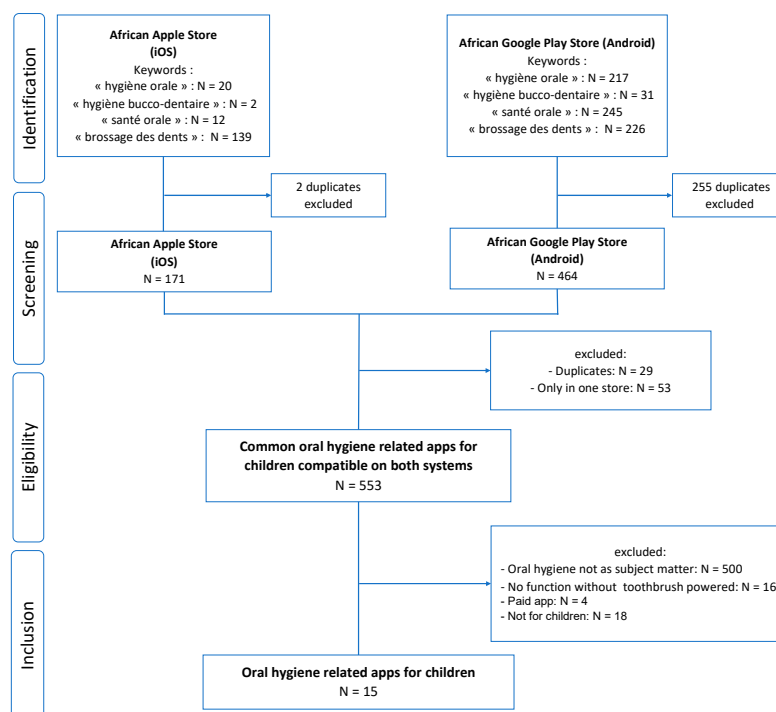 Identification
African Apple Store
(iOS)
Keywords :
« hygiène orale » : N = 20
« hygiène bucco-dentaire » : N = 2
« santé orale » : N = 12
« brossage des dents » : N = 139
African Google Play Store (Android)
Keywords :
« hygiène orale » : N = 217
« hygiène bucco-dentaire » : N = 31
« santé orale » : N = 245
« brossage des dents » : N = 226
2 duplicates
excluded
255 duplicates
excluded
Screening
African Apple Store
(iOS)
N = 171
African Google Play Store
(Android)
N = 464
excluded:
- Duplicates: N = 29
- Only in one store: N = 53
Eligibility
Common oral hygiene related apps for
children compatible on both systems
N = 553
excluded:
- Oral hygiene not as subject matter: N = 500
- No function without toothbrush powered: N = 16
- Paid app: N = 4
- Not for children: N = 18
Inclusion
Oral hygiene related apps for children
N = 15